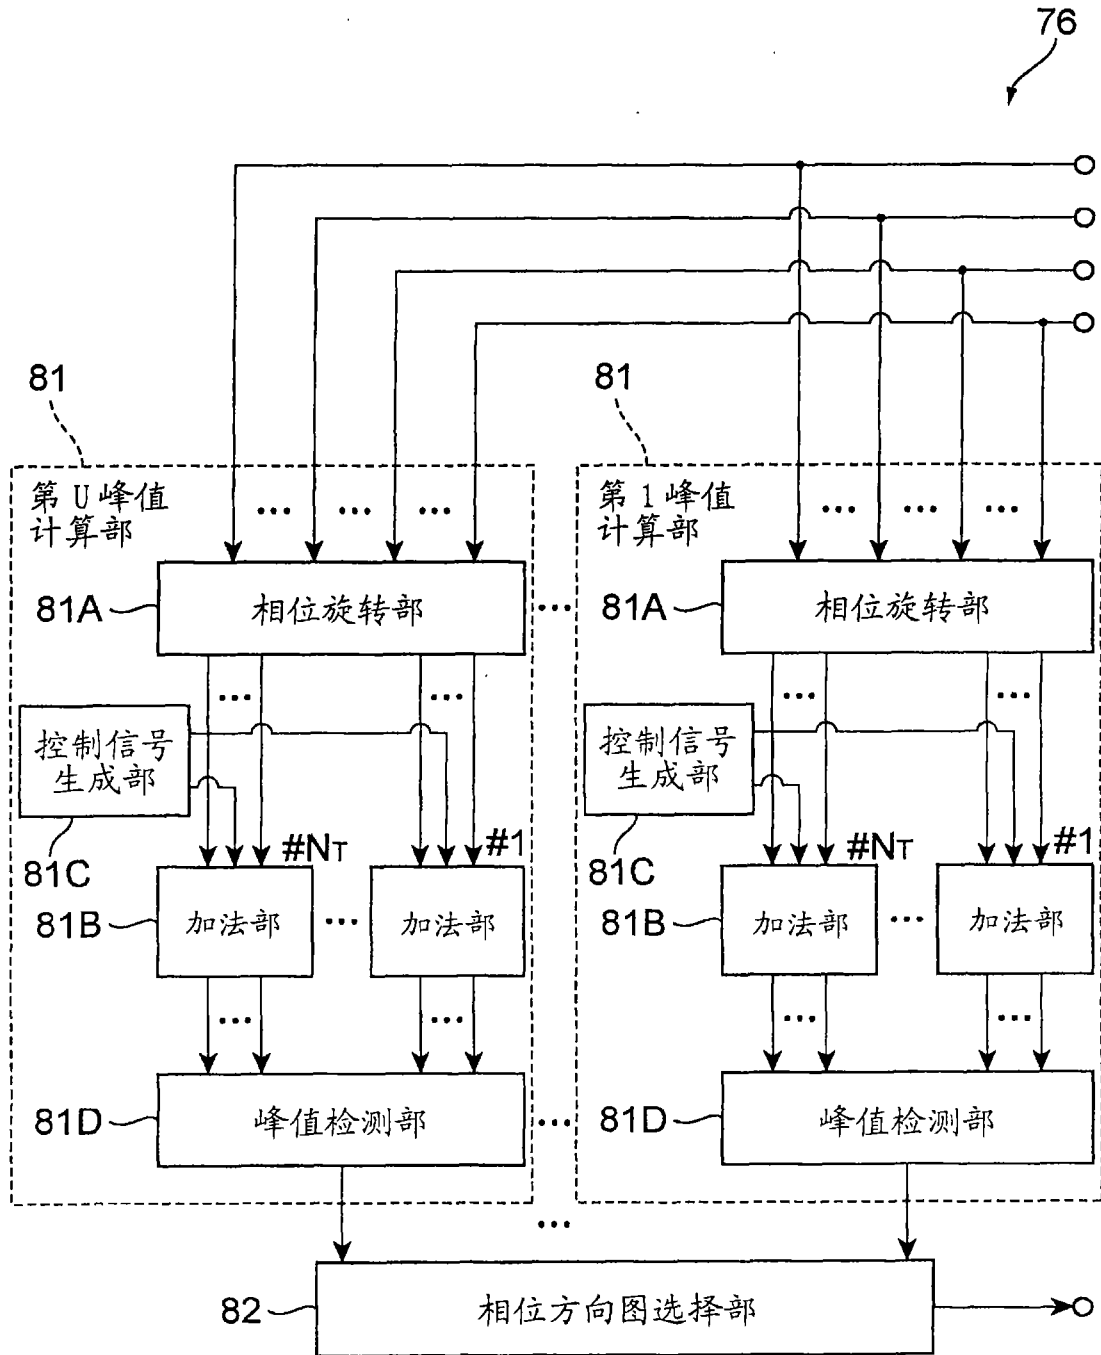 76
81
81
第U峰值
计算部
...
...
...
第1峰值
计算部
...
...
...
81A
相位旋转部
...
81A
相位旋转部
...
...
...
...
控制信号
生成部
控制信号
生成部
81C
#NT
#1
81C
#NT
#1
81B
加法部
...
加法部
81B
加法部
...
加法部
...
...
...
...
81D
峰值检测部
...
81D
峰值检测部
...
82
相位方向图选择部